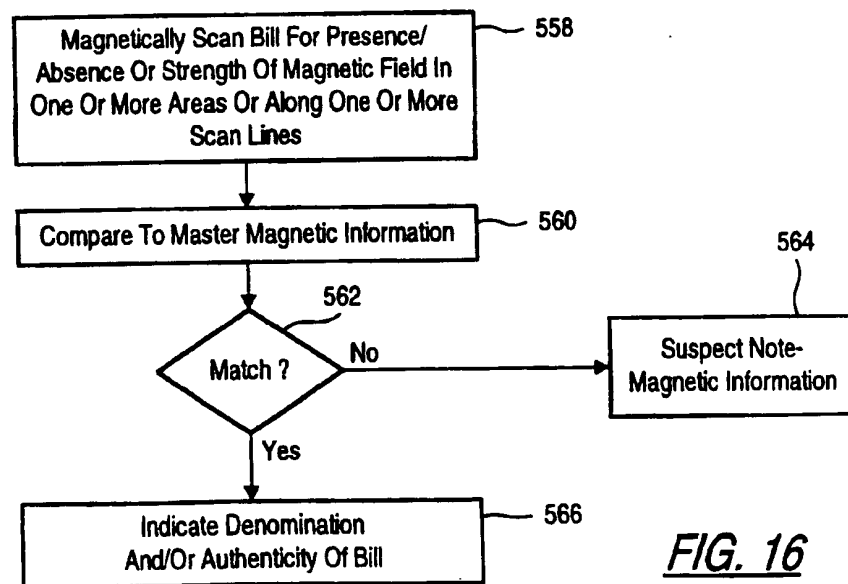 Magnetically Scan Bill For Presence/
Absence Or Strength Of Magnetic Field In
One Or More Areas Or Along One Or More
Scan Lines
558
Compare To Master Magnetic Information
560
562
Match ?
No
564
Suspect Note-
Magnetic Information
Yes
Indicate Denomination
And/Or Authenticity Of Bill
566
FIG. 16